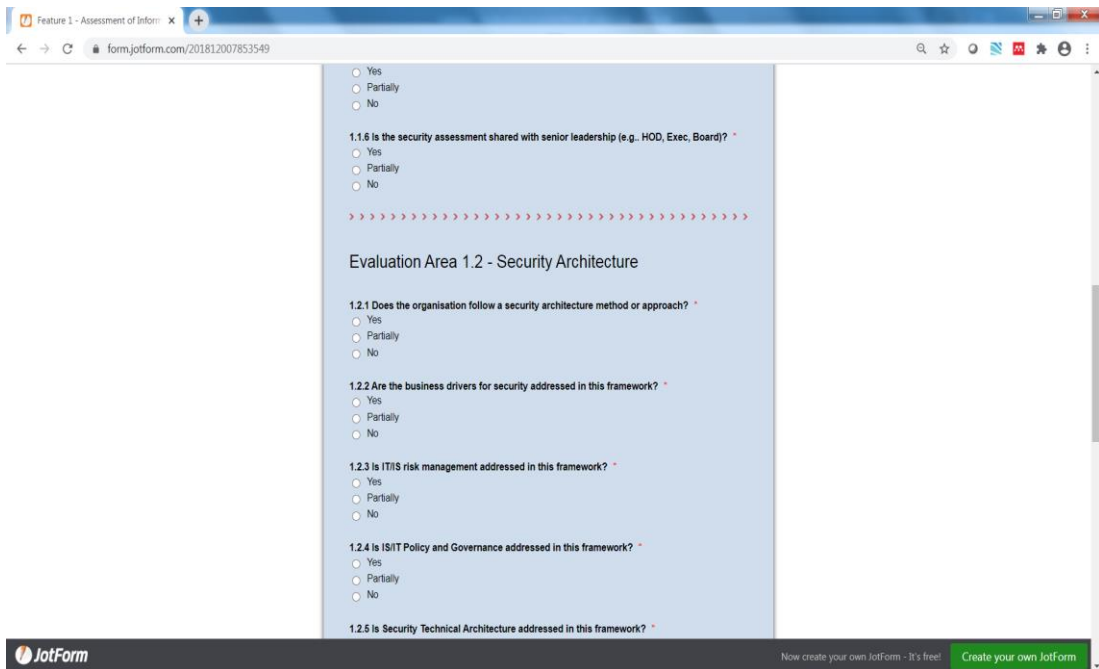 Feature 1 - Assessment of Inform
form.jotform.com/201812007853549
Yes
Partially
No
1.1.6 Is the security assessment shared with senior leadership (e.g.. HOD, Exec, Board)? *
Yes
Partially
No
Evaluation Area 1.2 - Security Architecture
1.2.1 Does the organisation follow a security architecture method or approach? *
Yes
Partially
No
1.2.2 Are the business drivers for security addressed in this framework? *
Yes
Partially
No
1.2.3 Is IT/IS risk management addressed in this framework? *
Yes
Partially
No
1.2.4 Is IS/IT Policy and Governance addressed in this framework? *
Yes
Partially
No
1.2.5 Is Security Technical Architecture addressed in this framework? *
JotForm
Now create your own JotForm - It's free!
Create your own JotForm